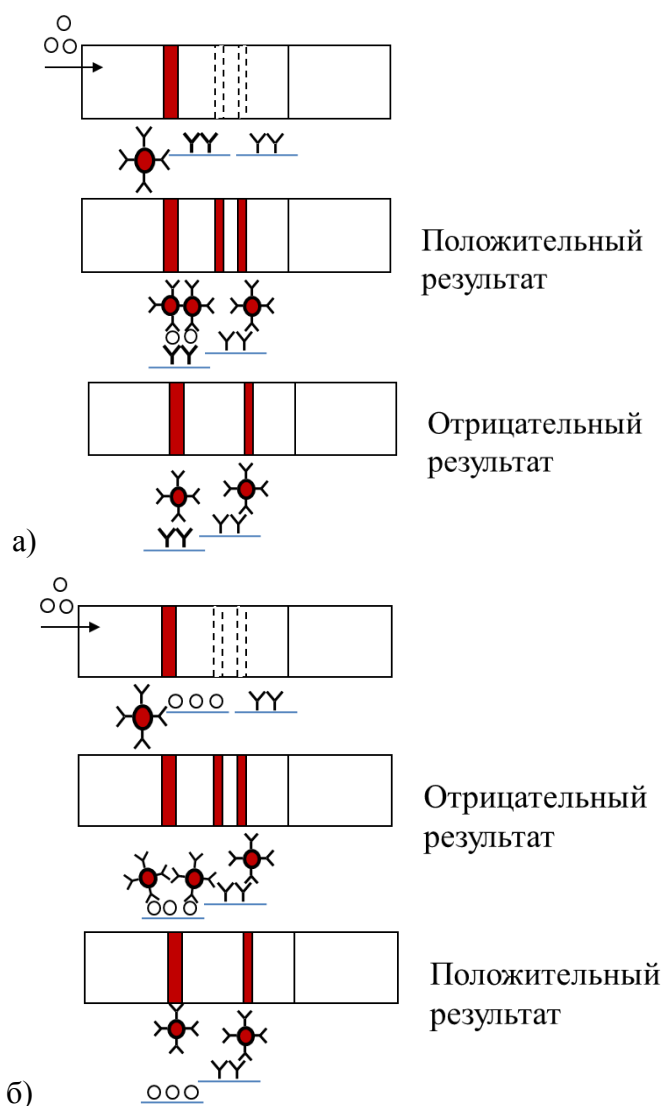 Положительный
результат
Отрицательный
результат
а)
Отрицательный
результат
Положительный
результат
б)